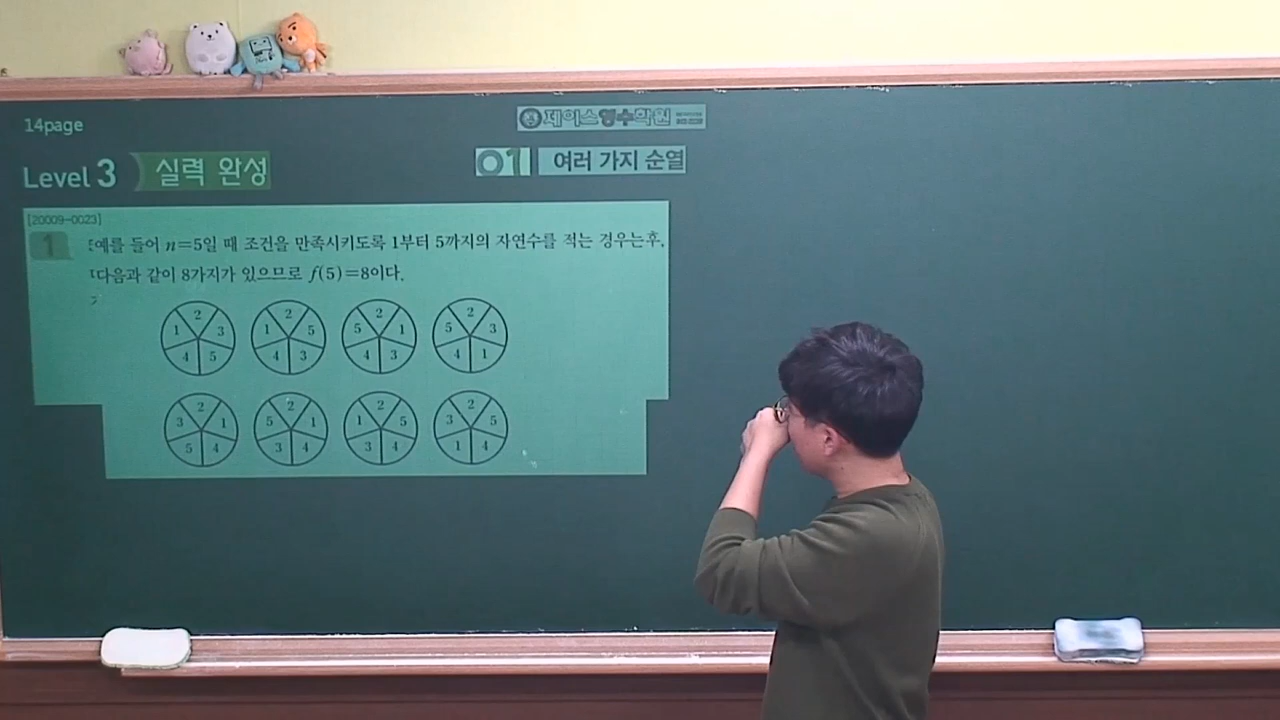 14page
제이스영수학원
Level 3 실력 완성
01 여러 가지 순열
[20009-0023]
1 예를 들어 n=5일 때 조건을 만족시키도록 1부터 5까지의 자연수를 적는 경우는
다음과 같이 8가지가 있으므로 f(5)=8이다.
1 2 3 4 5
1 2 5 4 3
5 2 1 4 3
5 2 3 4 1
3 2 1 5 4
5 2 1 3 4
1 2 5 3 4
3 2 5 1 4